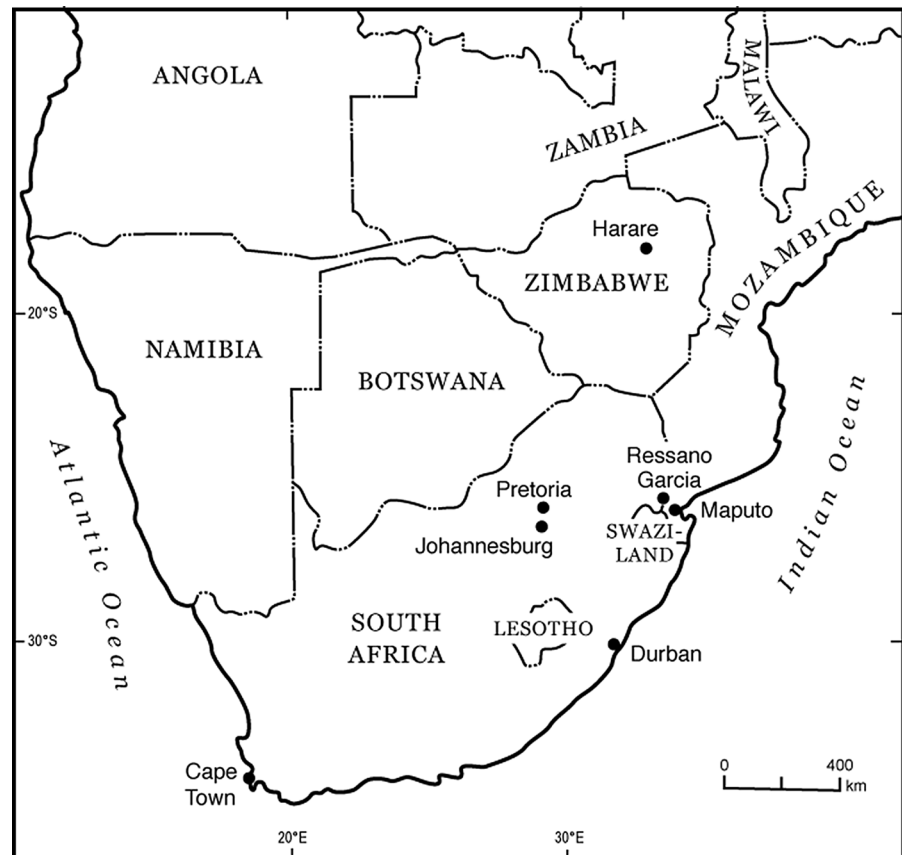 ANGOLA
MALAWI
ZAMBIA
MOZAMBIQUE
Harare
ZIMBABWE
20°S
NAMIBIA
BOTSWANA
Indian Ocean
Atlantic Ocean
Ressano
Garcia
Pretoria
Maputo
Johannesburg
SWAZI-
LAND
SOUTH
AFRICA
LESOTHO
30°S
Durban
Cape
Town
0 400
km
20°E 30°E